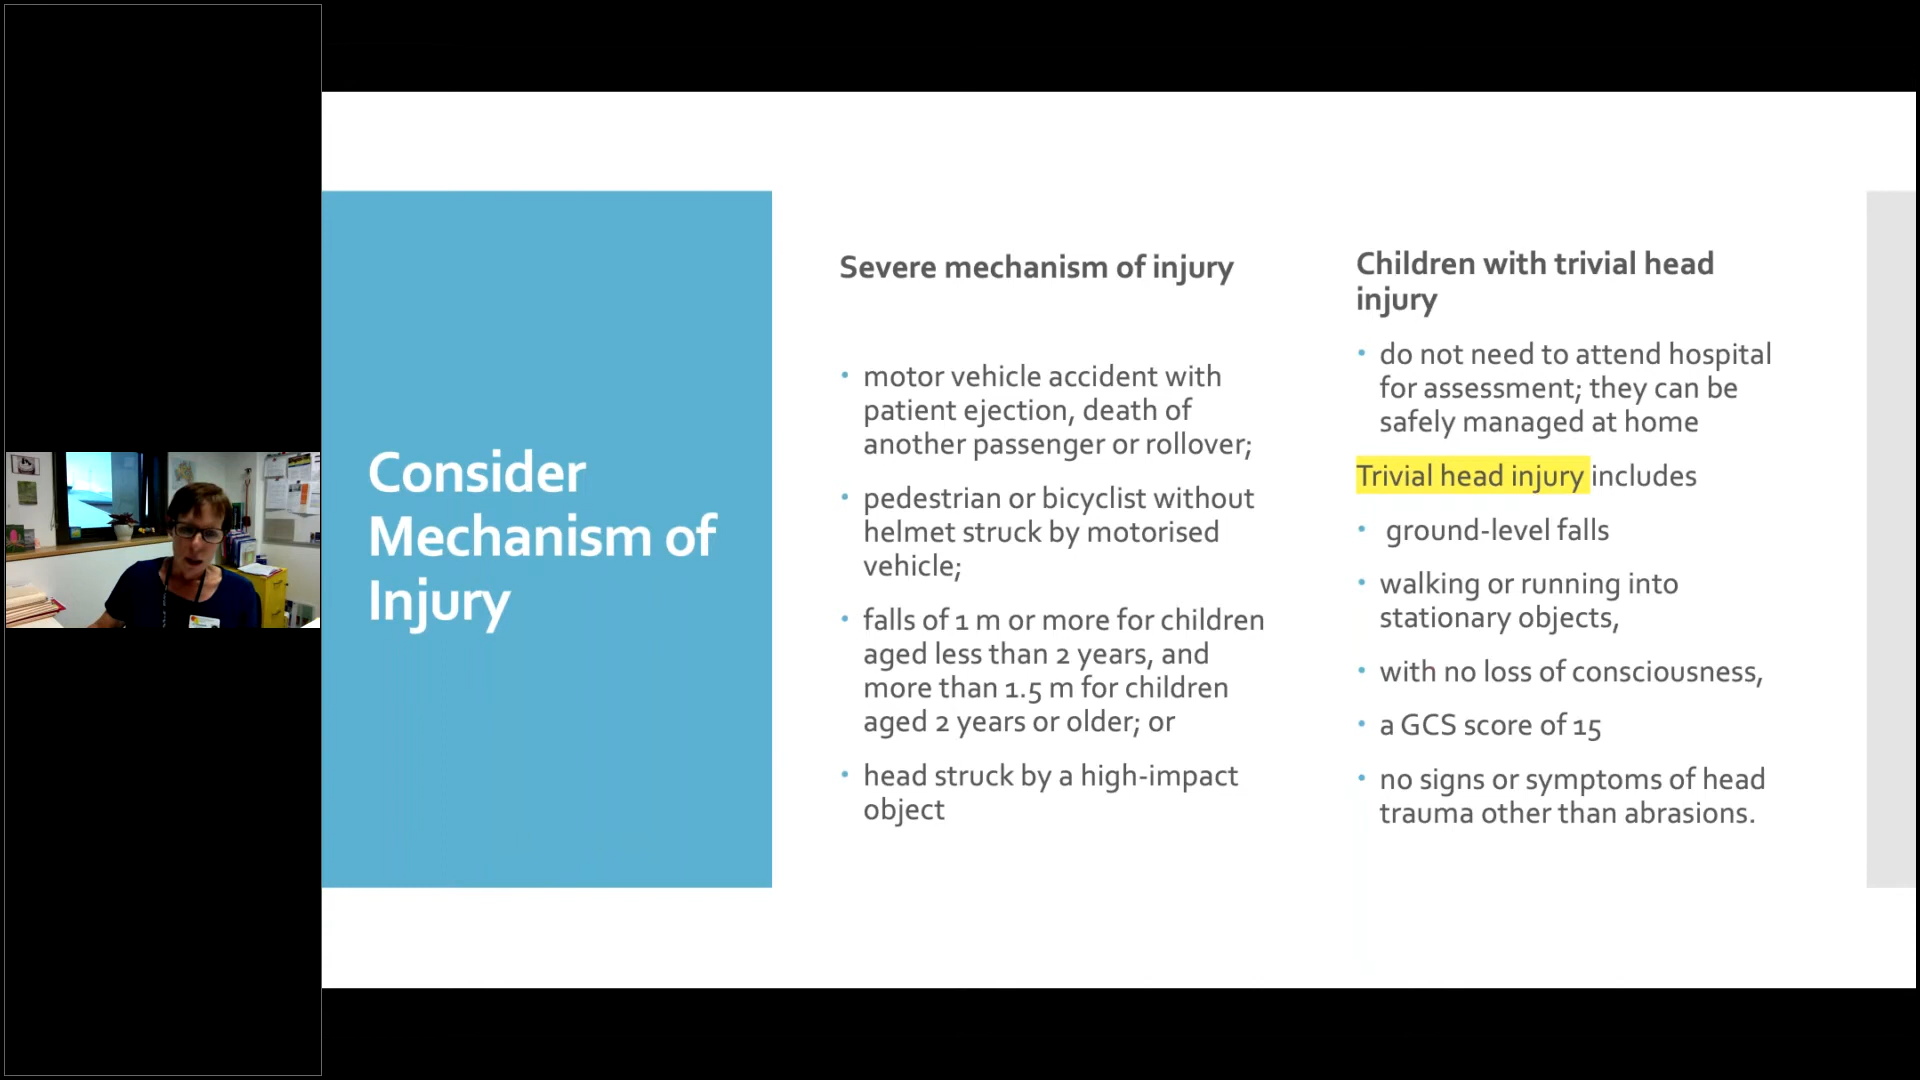 Consider
Mechanism of
Injury
Severe mechanism of injury
• motor vehicle accident with
patient ejection, death of
another passenger or rollover;
• pedestrian or bicyclist without
helmet struck by motorised
vehicle;
• falls of 1 m or more for children
aged less than 2 years, and
more than 1.5 m for children
aged 2 years or older; or
• head struck by a high-impact
object
Children with trivial head
injury
• do not need to attend hospital
for assessment; they can be
safely managed at home
Trivial head injury includes
• ground-level falls
• walking or running into
stationary objects,
• with no loss of consciousness,
• a GCS score of 15
• no signs or symptoms of head
trauma other than abrasions.